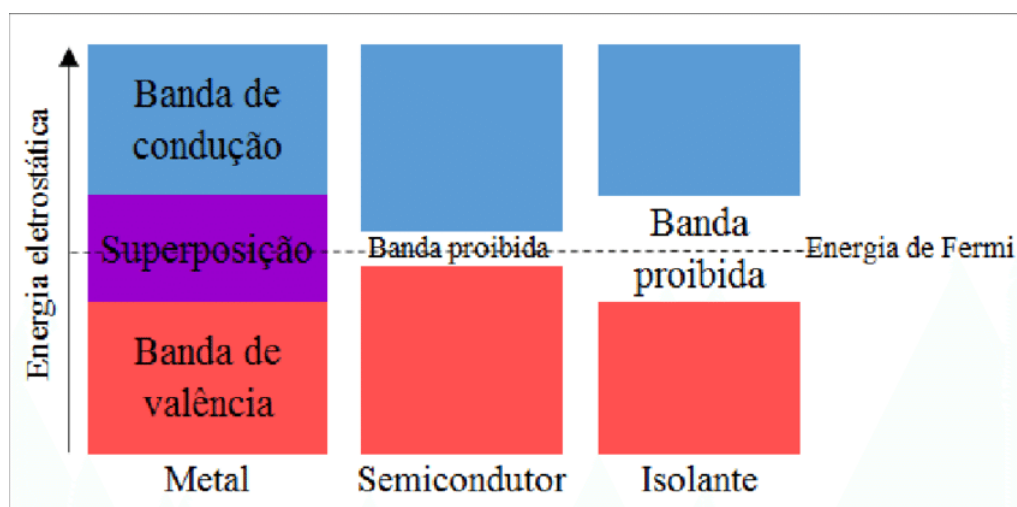 Energia eletrostática
Banda de
condução
Superposição
Banda de
valência
Metal
Banda proibida
Semicondutor
Banda
proibida
Isolante
Energia de Fermi